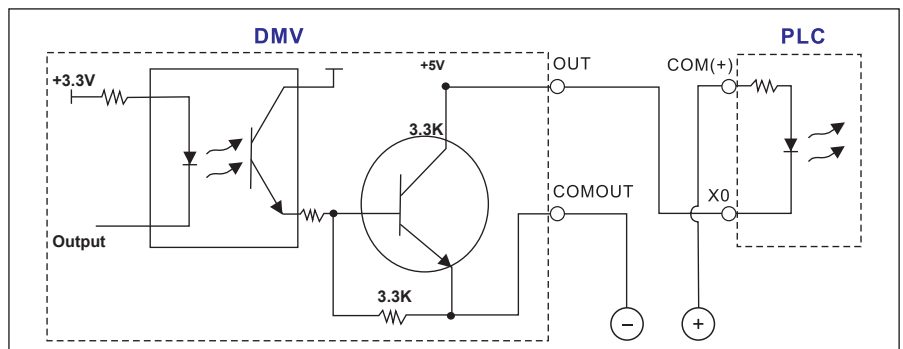 DMV
PLC
+3.3V
+5V
OUT
COM(+)
3.3K
COMOUT
X0
Output
3.3K
−
+